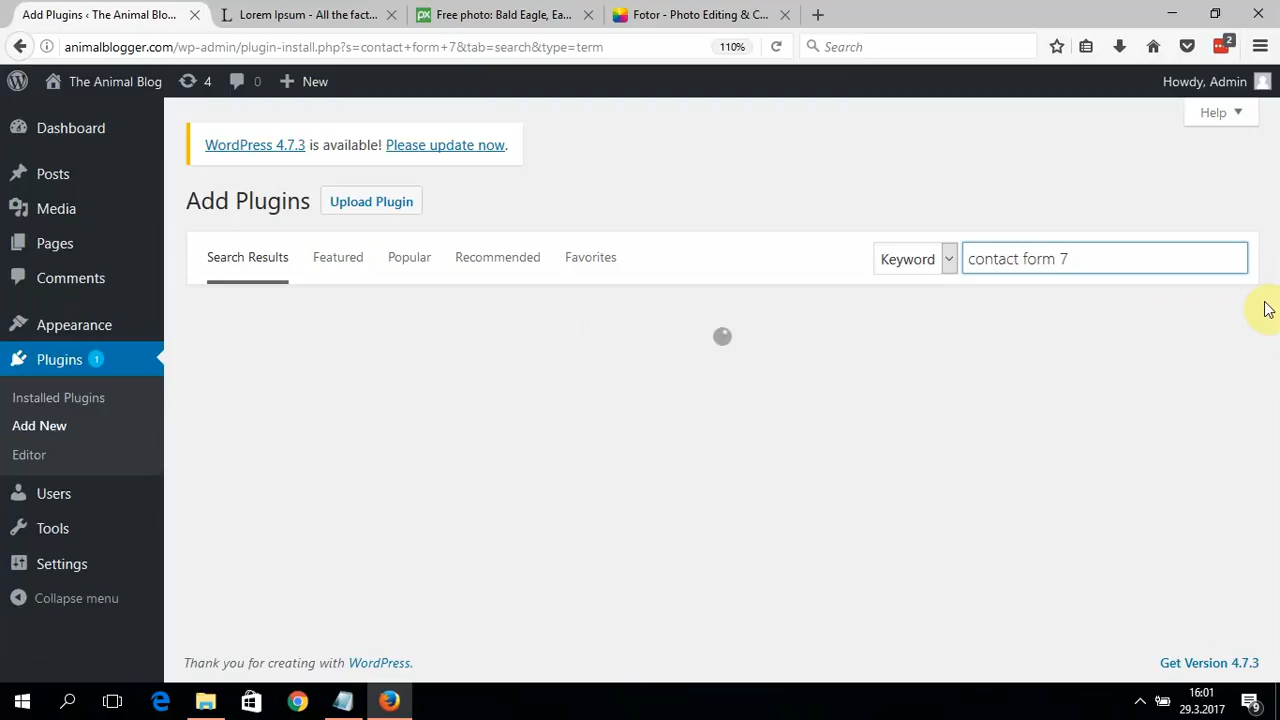 Add Plugins ‹ The Animal Blo...
Lorem Ipsum - All the fact...
Free photo: Bald Eagle, Ea...
Fotor - Photo Editing & C...
animalblogger.com/wp-admin/plugin-install.php?s=contact+form+7&tab=search&type=term
110%
Search
2
The Animal Blog
4
0
New
Howdy, Admin
Dashboard
Posts
Media
Pages
Comments
Appearance
Plugins 1
Installed Plugins
Add New
Editor
Users
Tools
Settings
Collapse menu
Help
WordPress 4.7.3 is available! Please update now.
Add Plugins
Upload Plugin
Search Results
Featured
Popular
Recommended
Favorites
Keyword
contact form 7
Thank you for creating with WordPress.
Get Version 4.7.3
16:01
29.3.2017
9